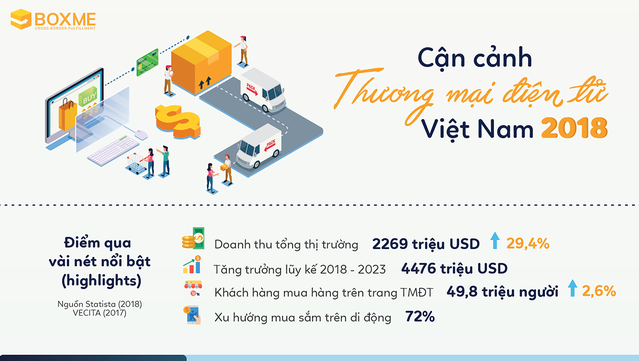 BOXME
CROSS-BORDER FULFILLMENT
BUY
Cận cảnh
Thương mại điện tử
Việt Nam 2018
Điểm qua
vài nét nổi bật
(highlights)
Nguồn Statista (2018)
VECITA (2017)
Doanh thu tổng thị trường 2269 triệu USD 29,4%
Tăng trưởng lũy kế 2018 - 2023 4476 triệu USD
Khách hàng mua hàng trên trang TMĐT 49,8 triệu người 2,6%
Xu hướng mua sắm trên di động 72%